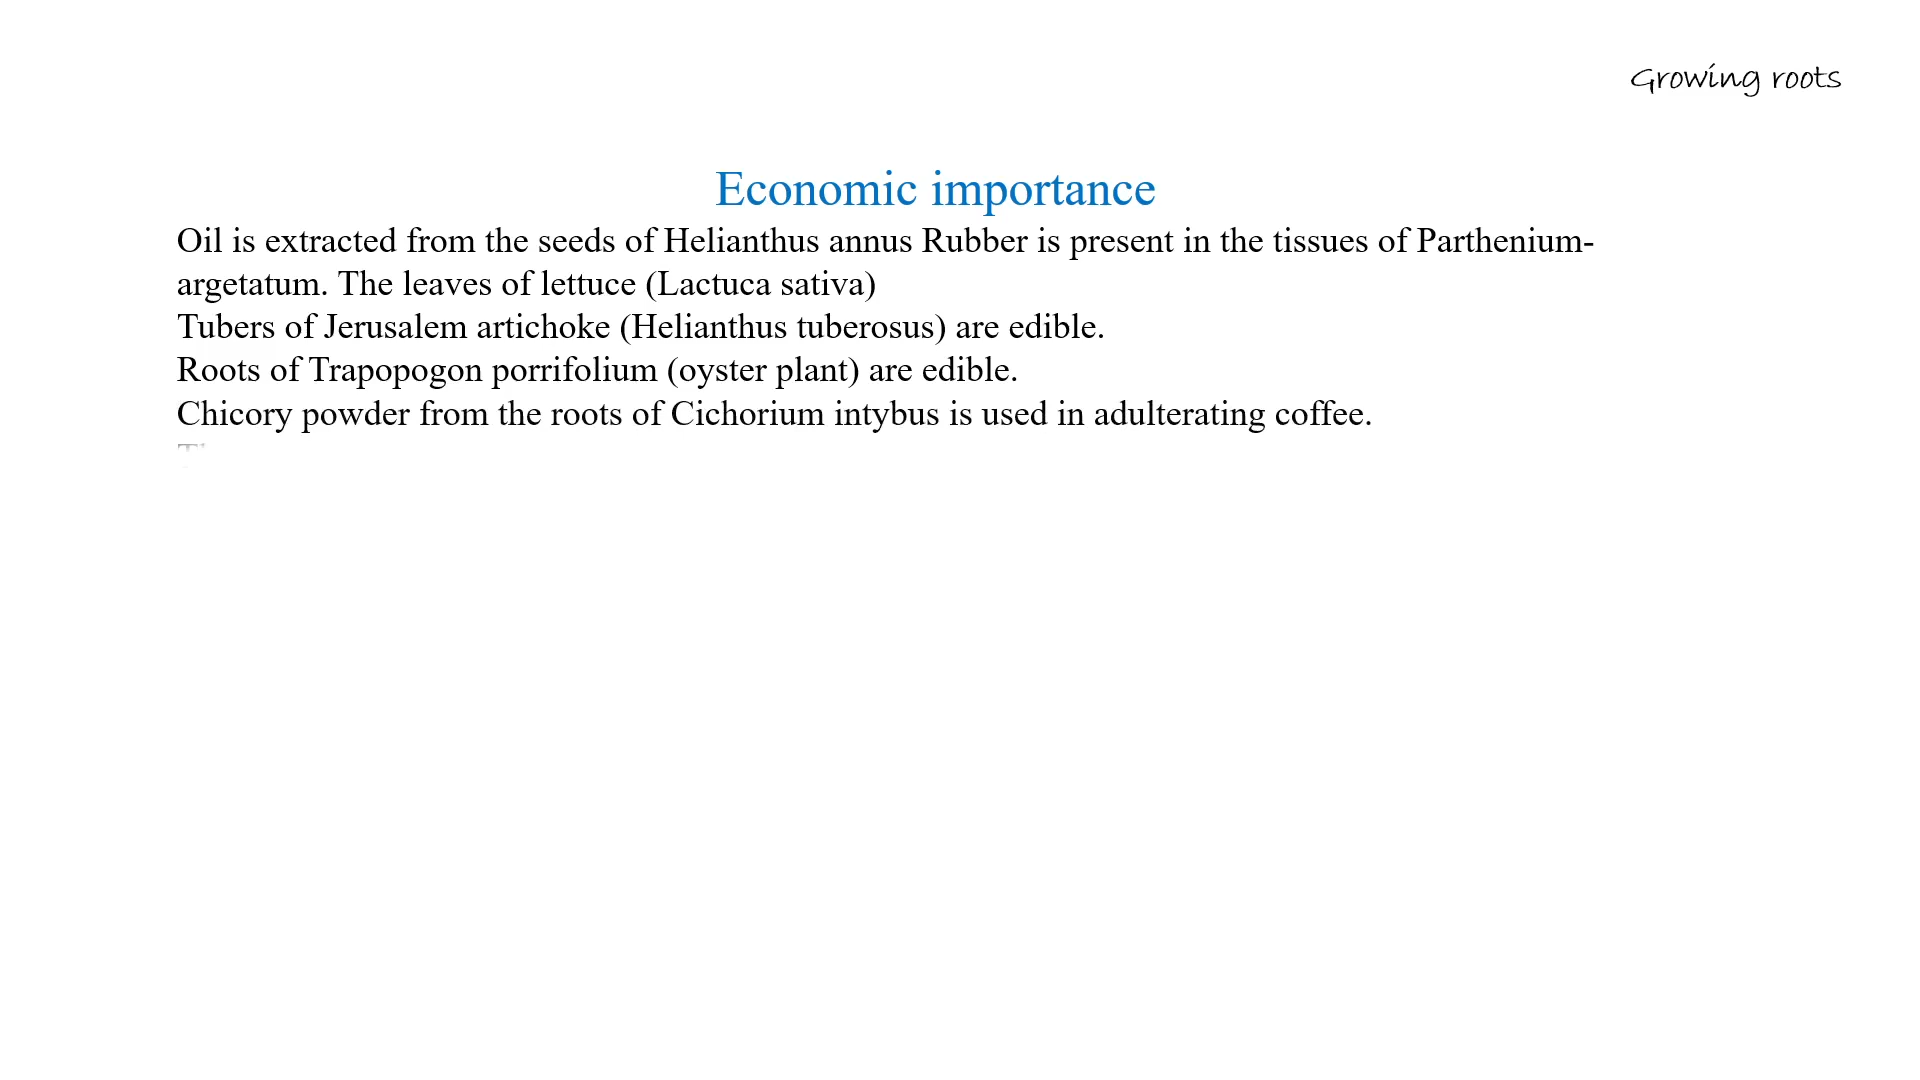 Growing roots
Economic importance
Oil is extracted from the seeds of Helianthus annus Rubber is present in the tissues of Parthenium-
argetatum. The leaves of lettuce (Lactuca sativa)
Tubers of Jerusalem artichoke (Helianthus tuberosus) are edible.
Roots of Trapopogon porrifolium (oyster plant) are edible.
Chicory powder from the roots of Cichorium intybus is used in adulterating coffee.